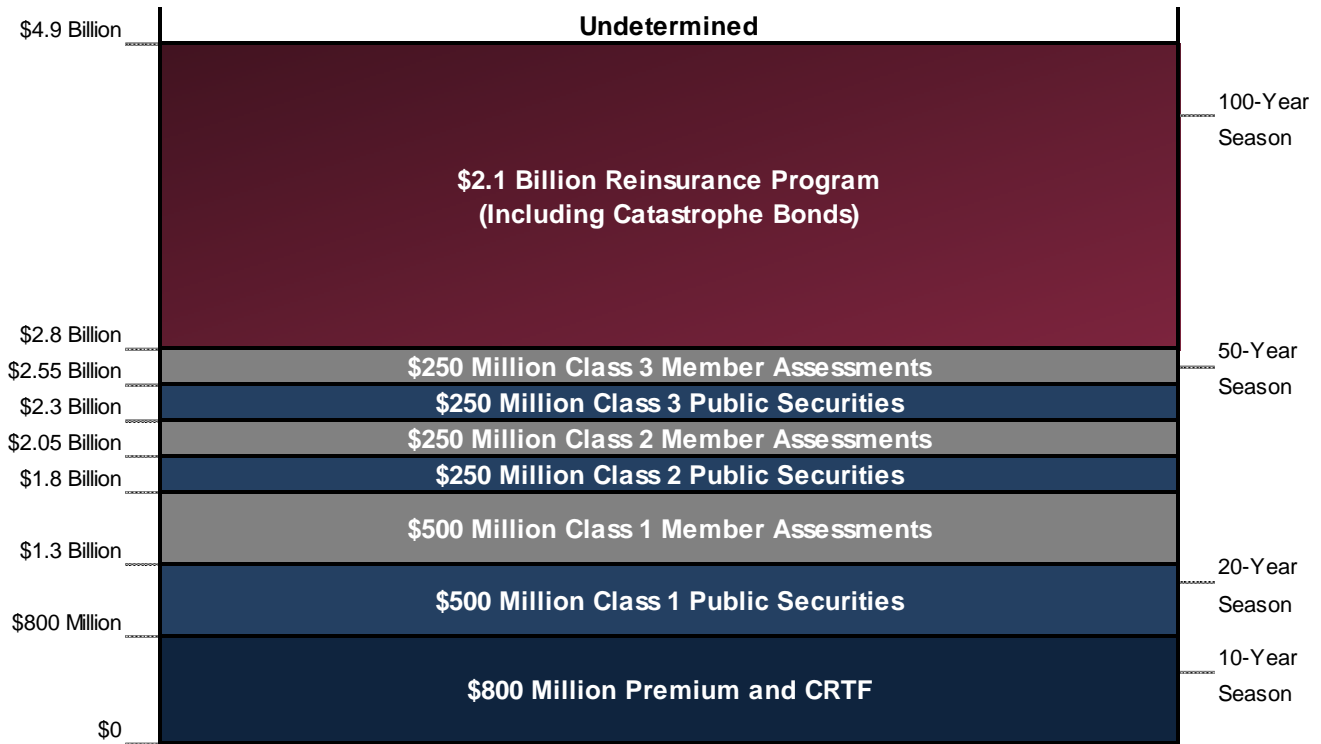 Undetermined
$4.9 Billion
100-Year
Season
$2.1 Billion Reinsurance Program
(Including Catastrophe Bonds)
$2.8 Billion
50-Year
Season
$250 Million Class 3 Member Assessments
$2.55 Billion
$250 Million Class 3 Public Securities
$2.3 Billion
$250 Million Class 2 Member Assessments
$2.05 Billion
$250 Million Class 2 Public Securities
$1.8 Billion
$500 Million Class 1 Member Assessments
$1.3 Billion
20-Year
Season
$500 Million Class 1 Public Securities
$800 Million
10-Year
Season
$800 Million Premium and CRTF
$0